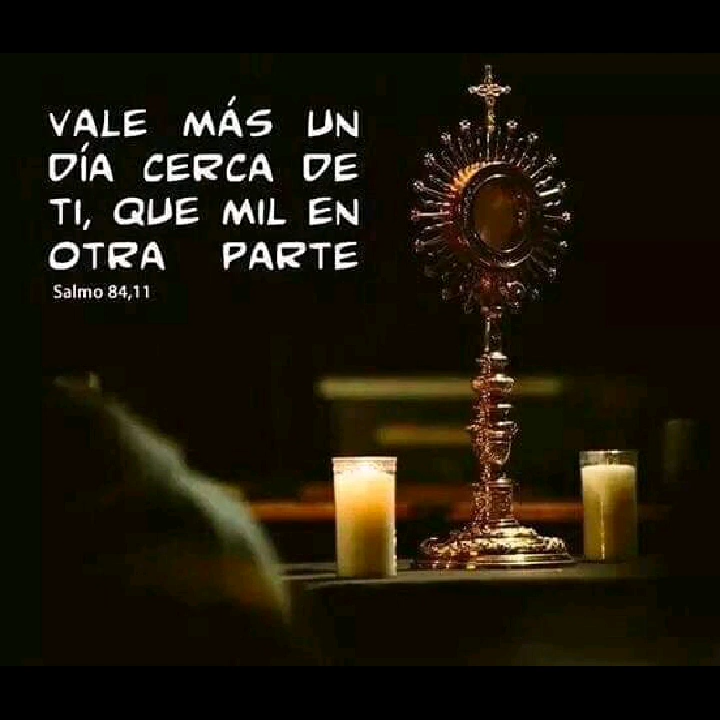 VALE MÁS UN
DÍA CERCA DE
TI, QUE MIL EN
OTRA PARTE
Salmo 84,11